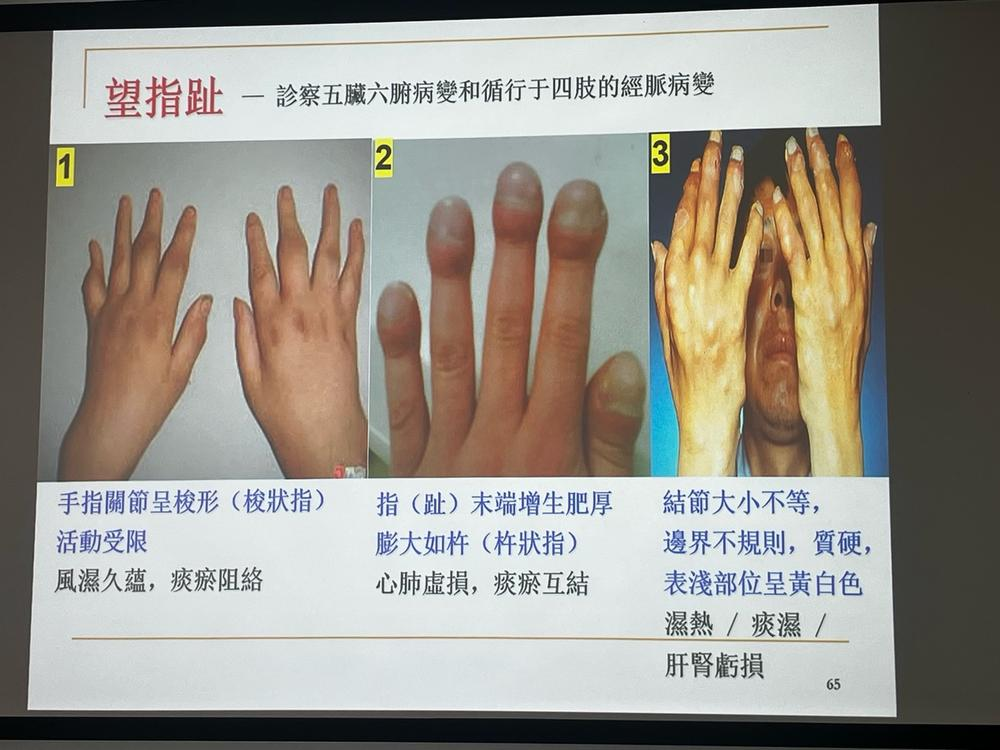 望指趾 — 診察五臟六腑病變和循行于四肢的經脈病變
1
2
3
手指關節呈梭形（梭狀指）
活動受限
風濕久蘊，痰瘀阻絡
指（趾）末端增生肥厚
膨大如杵（杵狀指）
心肺虛損，痰瘀互結
結節大小不等，
邊界不規則，質硬，
表淺部位呈黃白色
濕熱 / 痰濕 /
肝腎虧損
65